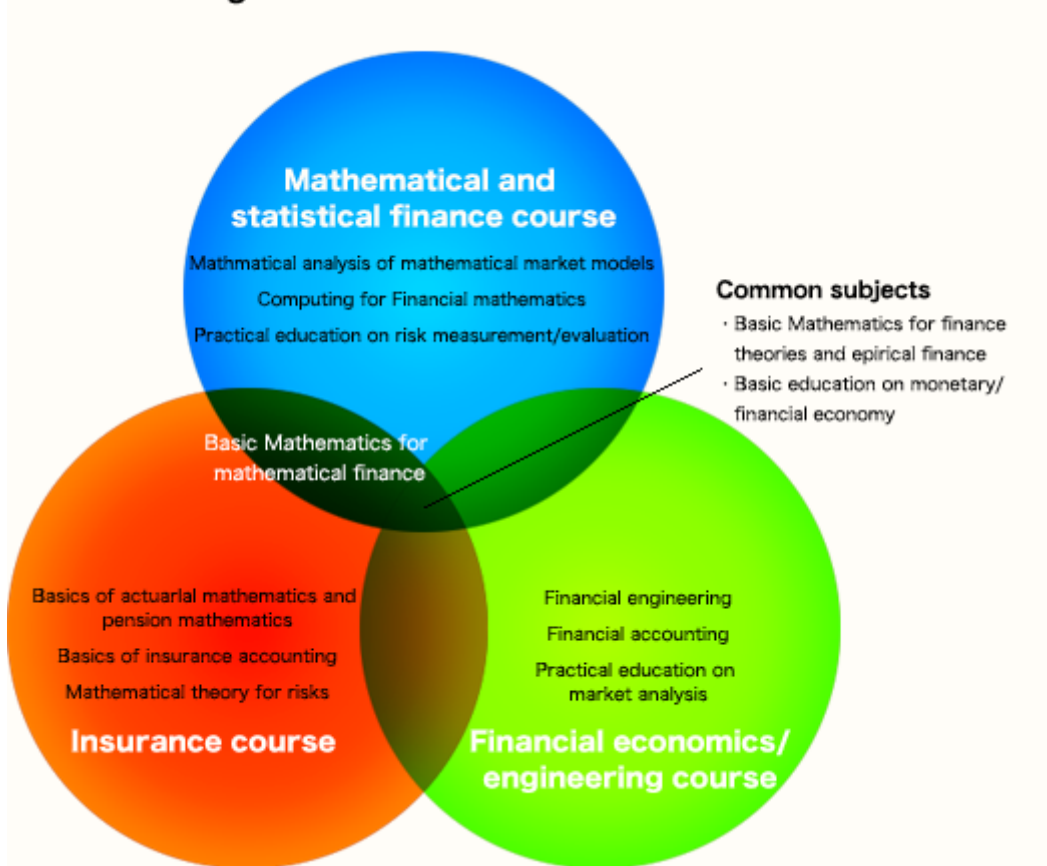 Mathematical and
statistical finance course
Mathmatical analysis of mathematical market models
Computing for Financial mathematics
Practical education on risk measurement/evaluation
Common subjects
・Basic Mathematics for finance
theories and epirical finance
・Basic education on monetary/
financial economy
Basic Mathematics for
mathematical finance
Basics of actuarial mathematics and
pension mathematics
Basics of insurance accounting
Mathematical theory for risks
Insurance course
Financial engineering
Financial accounting
Practical education on
market analysis
Financial economics/
engineering course